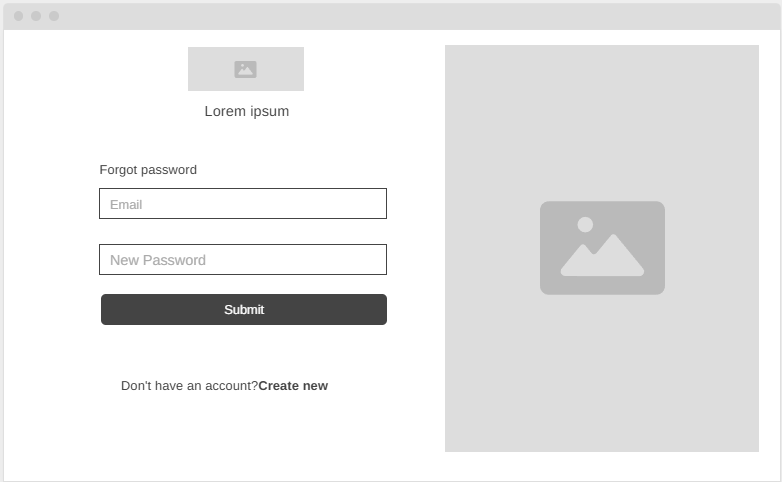 Lorem ipsum
Forgot password
Email
New Password
Submit
Don't have an account?Create new